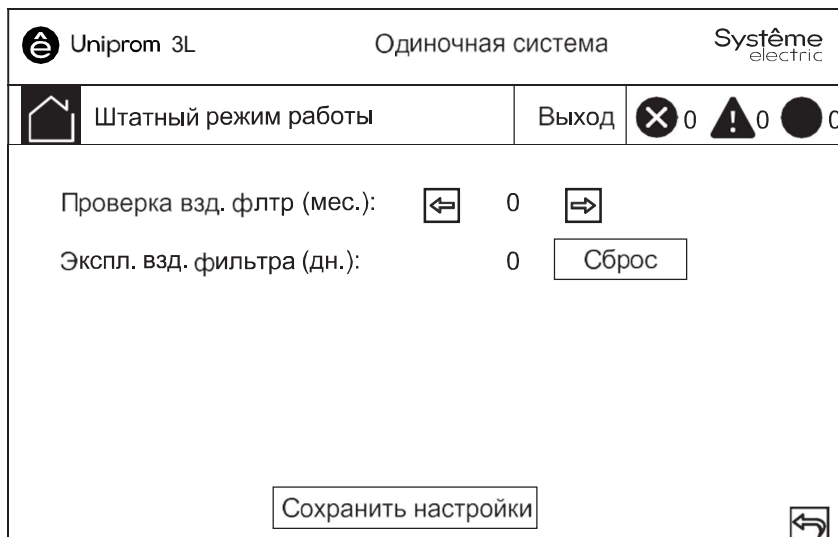 ê Uniprom 3L Одиночная система Système electric
Штатный режим работы Выход 0 ! 0 0
Проверка взд. флтр (мес.): 0
Экспл. взд. фильтра (дн.): 0 Сброс
Сохранить настройки